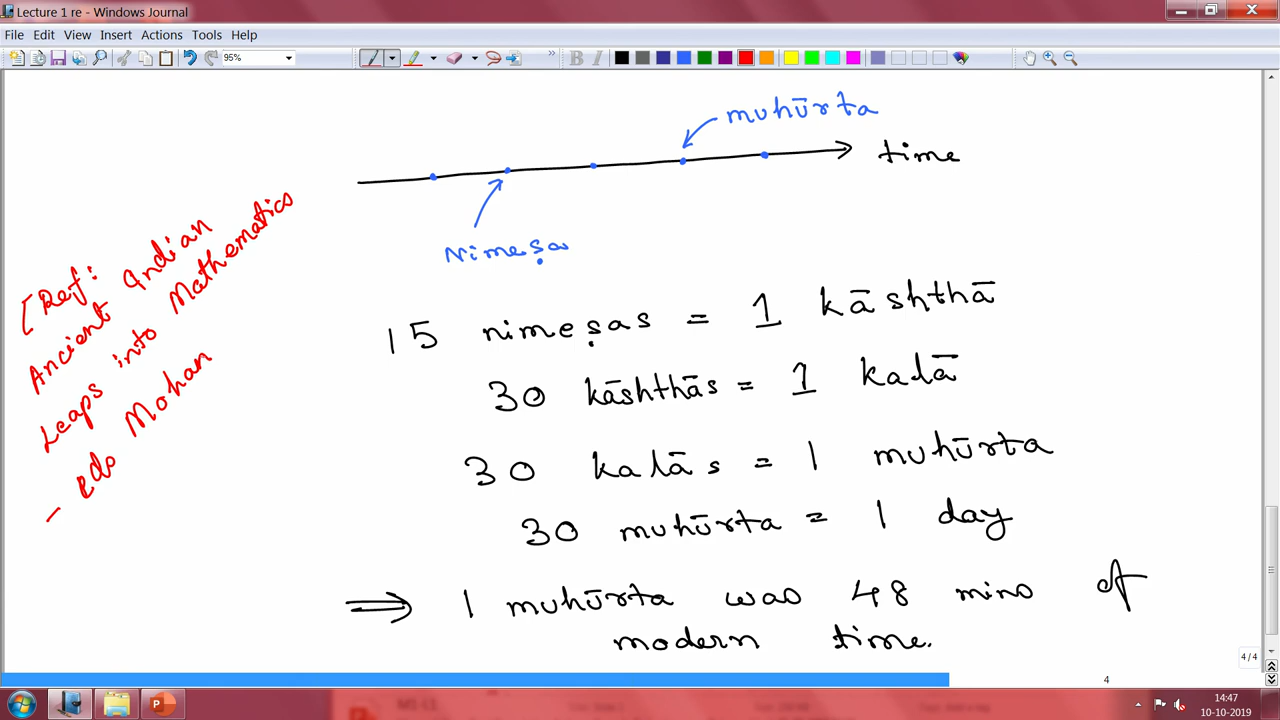 Lecture 1 re - Windows Journal
File Edit View Insert Actions Tools Help
95%
muhūrta
time
Nimeṣa
[Ref:
Ancient Indian
Leaps into Mathematics
- eds Mohan
15 nimeṣas = 1 kāshthā
30 kāshthās = 1 kalā
30 kalās = 1 muhūrta
30 muhūrta = 1 day
⇒ 1 muhūrta was 48 mins of
modern time.
4/4
4
14:47
10-10-2019